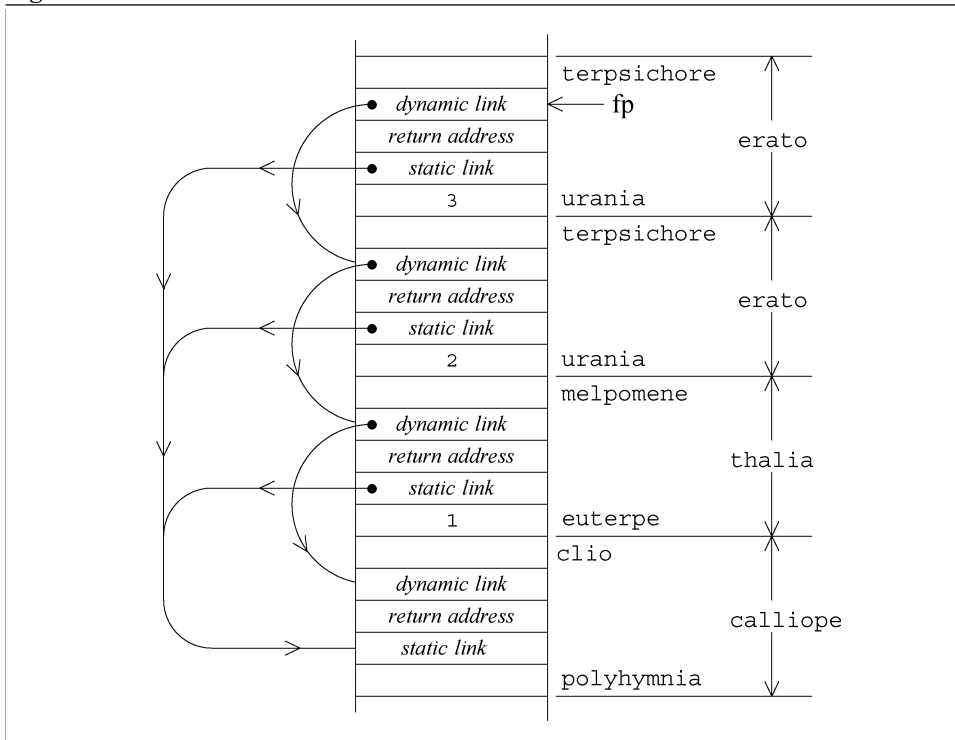 terpsichore
dynamic link
fp
return address
erato
static link
3
urania
terpsichore
dynamic link
return address
erato
static link
2
urania
melpomene
dynamic link
return address
thalia
static link
1
euterpe
clio
dynamic link
return address
calliope
static link
polyhymnia